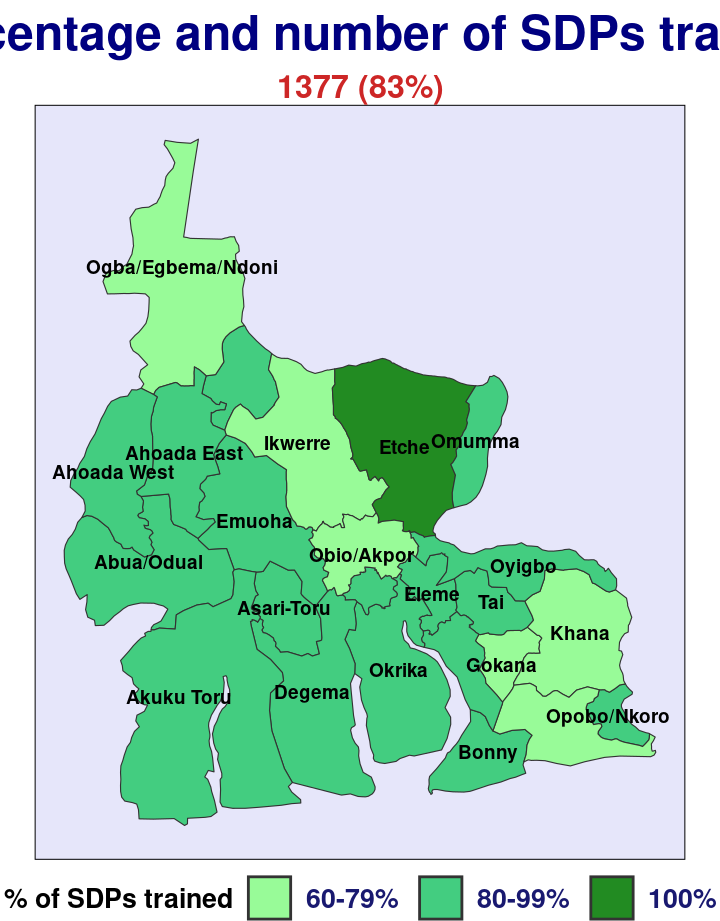 centage and number of SDPs tra
1377 (83%)
Ogba/Egbema/Ndoni
Ikwerre
Etche
Omumma
Ahoada East
Ahoada West
Emuoha
Obio/Akpor
Abua/Odual
Oyigbo
Eleme
Tai
Asari-Toru
Khana
Gokana
Okrika
Degema
Akuku Toru
Opobo/Nkoro
Bonny
% of SDPs trained 60-79% 80-99% 100%